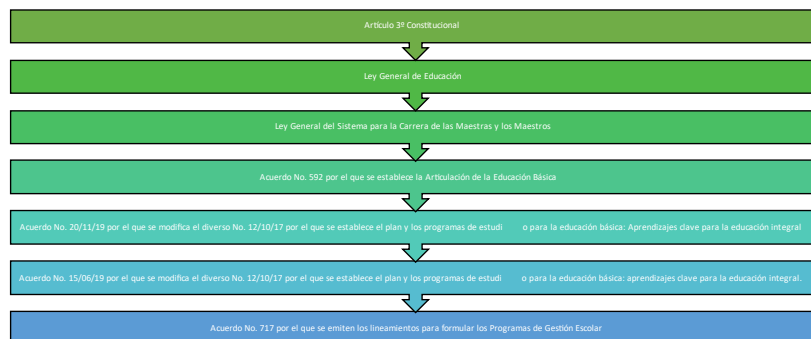 Artículo 3º Constitucional
Ley General de Educación
Ley General del Sistema para la Carrera de las Maestras y los Maestros
Acuerdo No. 592 por el que se establece la Articulación de la Educación Básica
Acuerdo No. 20/11/19 por el que se modifica el diverso No. 12/10/17 por el que se establece el plan y los programas de estudi o para la educación básica: Aprendizajes clave para la educación integral
Acuerdo No. 15/06/19 por el que se modifica el diverso No. 12/10/17 por el que se establece el plan y los programas de estudi o para la educación básica: aprendizajes clave para la educación integral.
Acuerdo No. 717 por el que se emiten los lineamientos para formular los Programas de Gestión Escolar